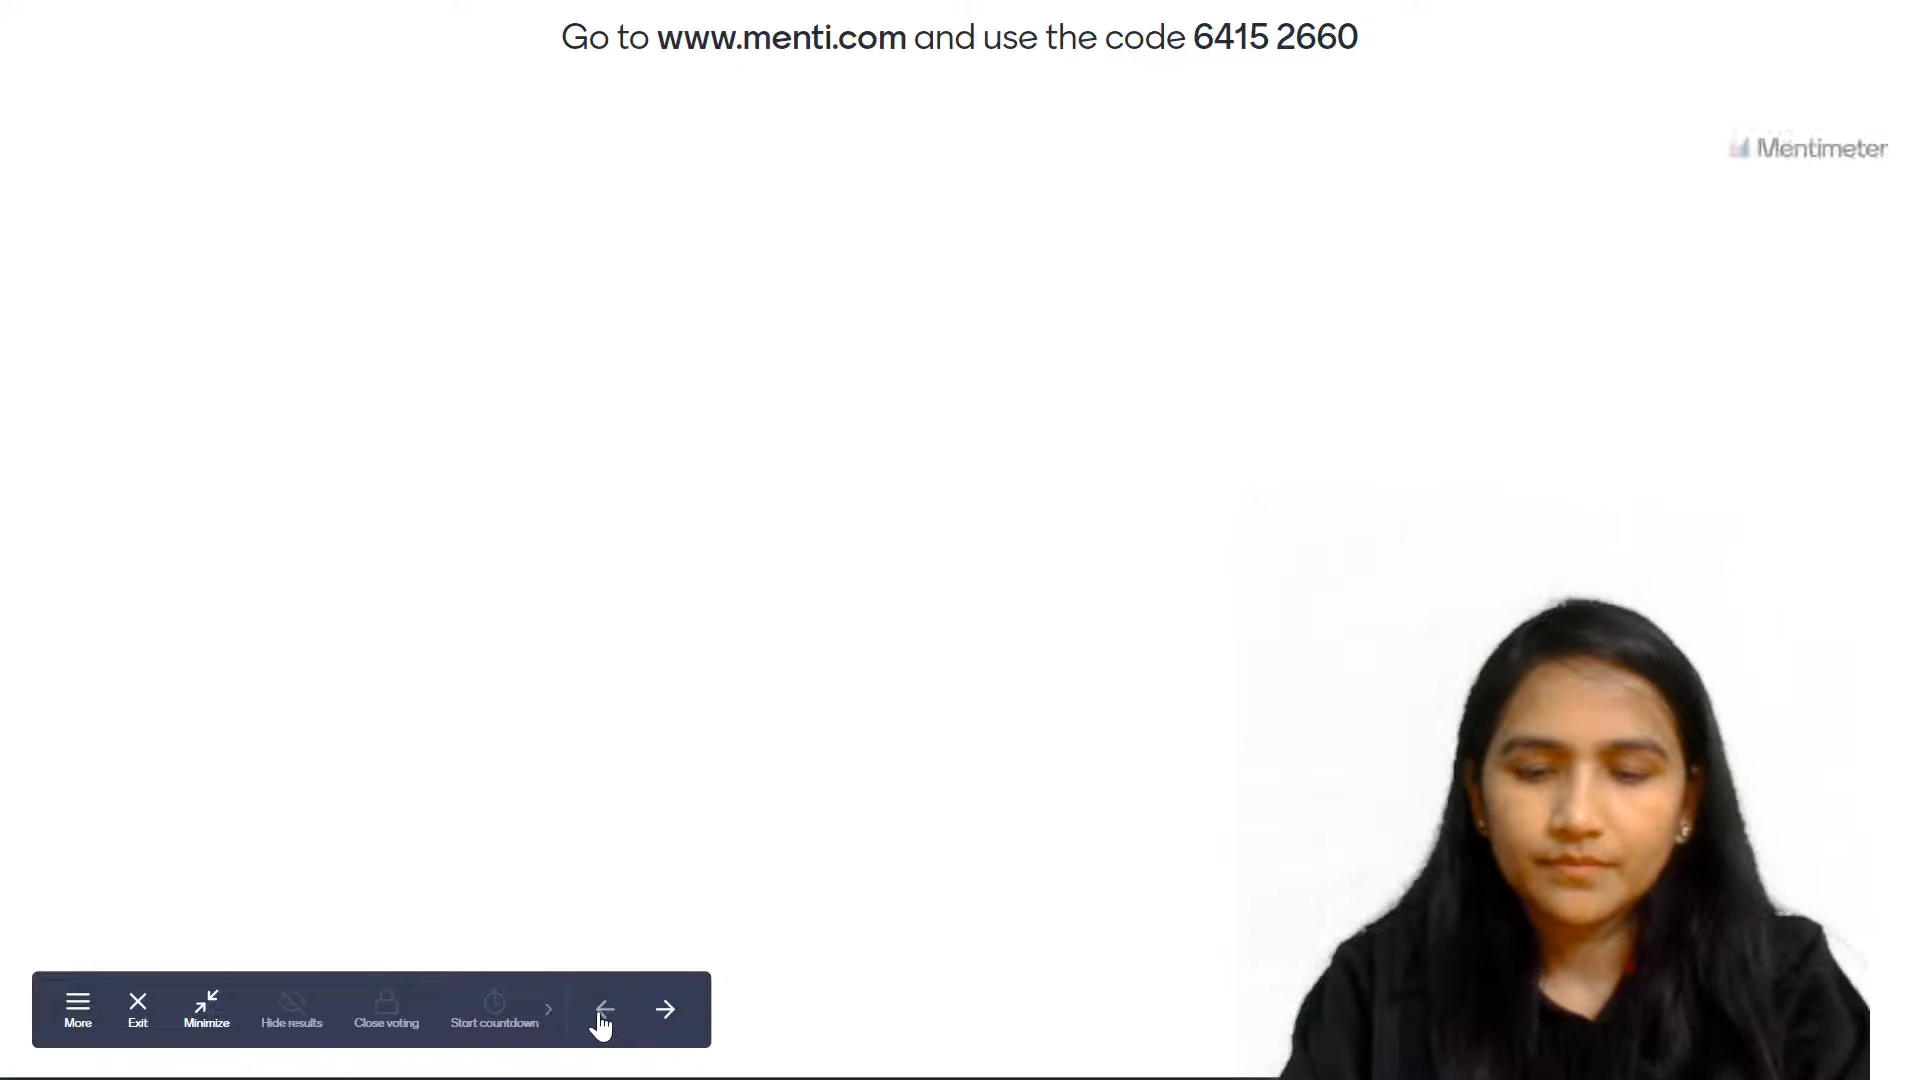 Go to www.menti.com and use the code 6415 2660
Mentimeter
More
Exit
Minimize
Hide results
Close voting
Start countdown